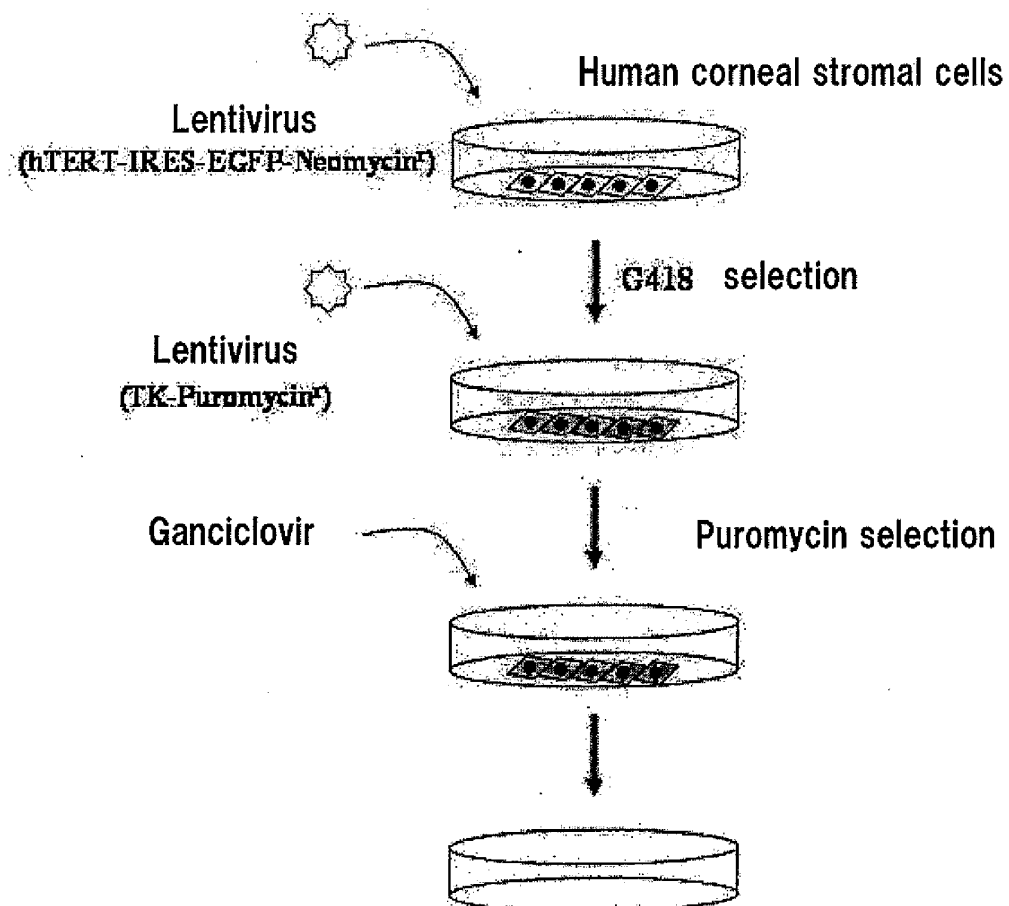 Human corneal stromal cells
Lentivirus
(hTERT-IRES-EGFP-Neomycinʳ)
G418 selection
Lentivirus
(TK-Puromycinʳ)
Ganciclovir
Puromycin selection